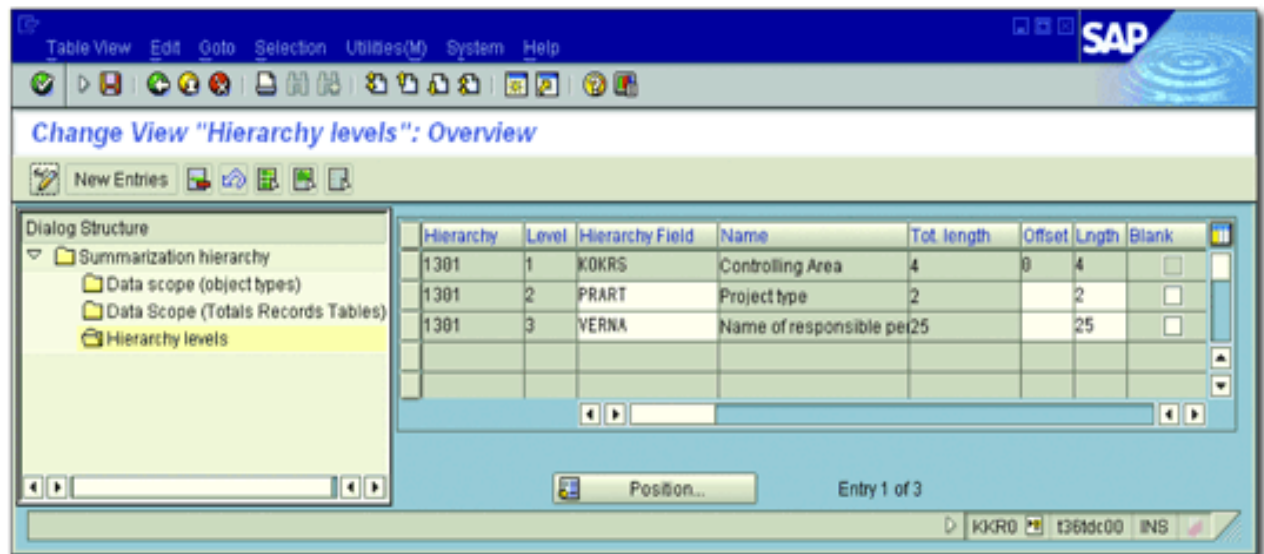 Table View Edit Goto Selection Utilities(M) System Help
SAP
Change View "Hierarchy levels": Overview
New Entries
Dialog Structure
Summarization hierarchy
Data scope (object types)
Data Scope (Totals Records Tables)
Hierarchy levels
Hierarchy Level Hierarchy Field Name Tot. length Offset Lngth Blank
1301 1 KOKRS Controlling Area 4 0 4
1301 2 PRART Project type 2 2
1301 3 VERNA Name of responsible per 25 25
Position... Entry 1 of 3
KKR0 INS